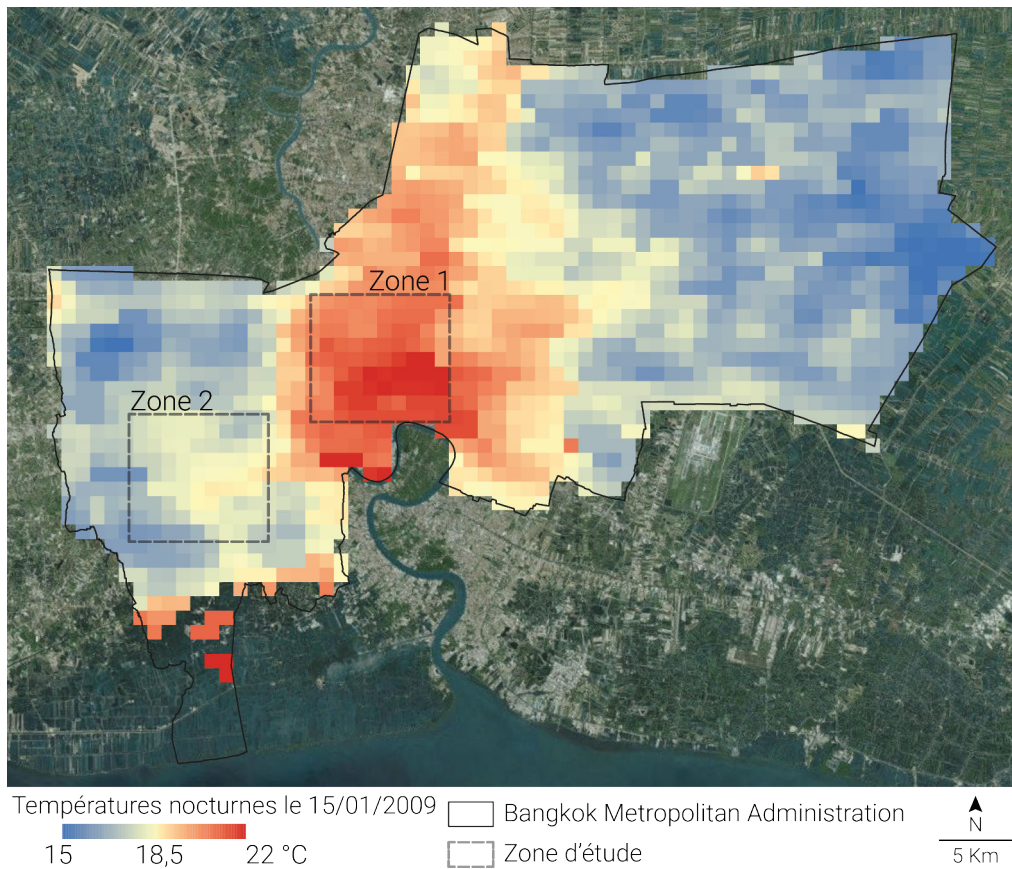 Zone 1
Zone 2
Températures nocturnes le 15/01/2009
15 18,5 22 °C
Bangkok Metropolitan Administration
Zone d'étude
N
5 Km